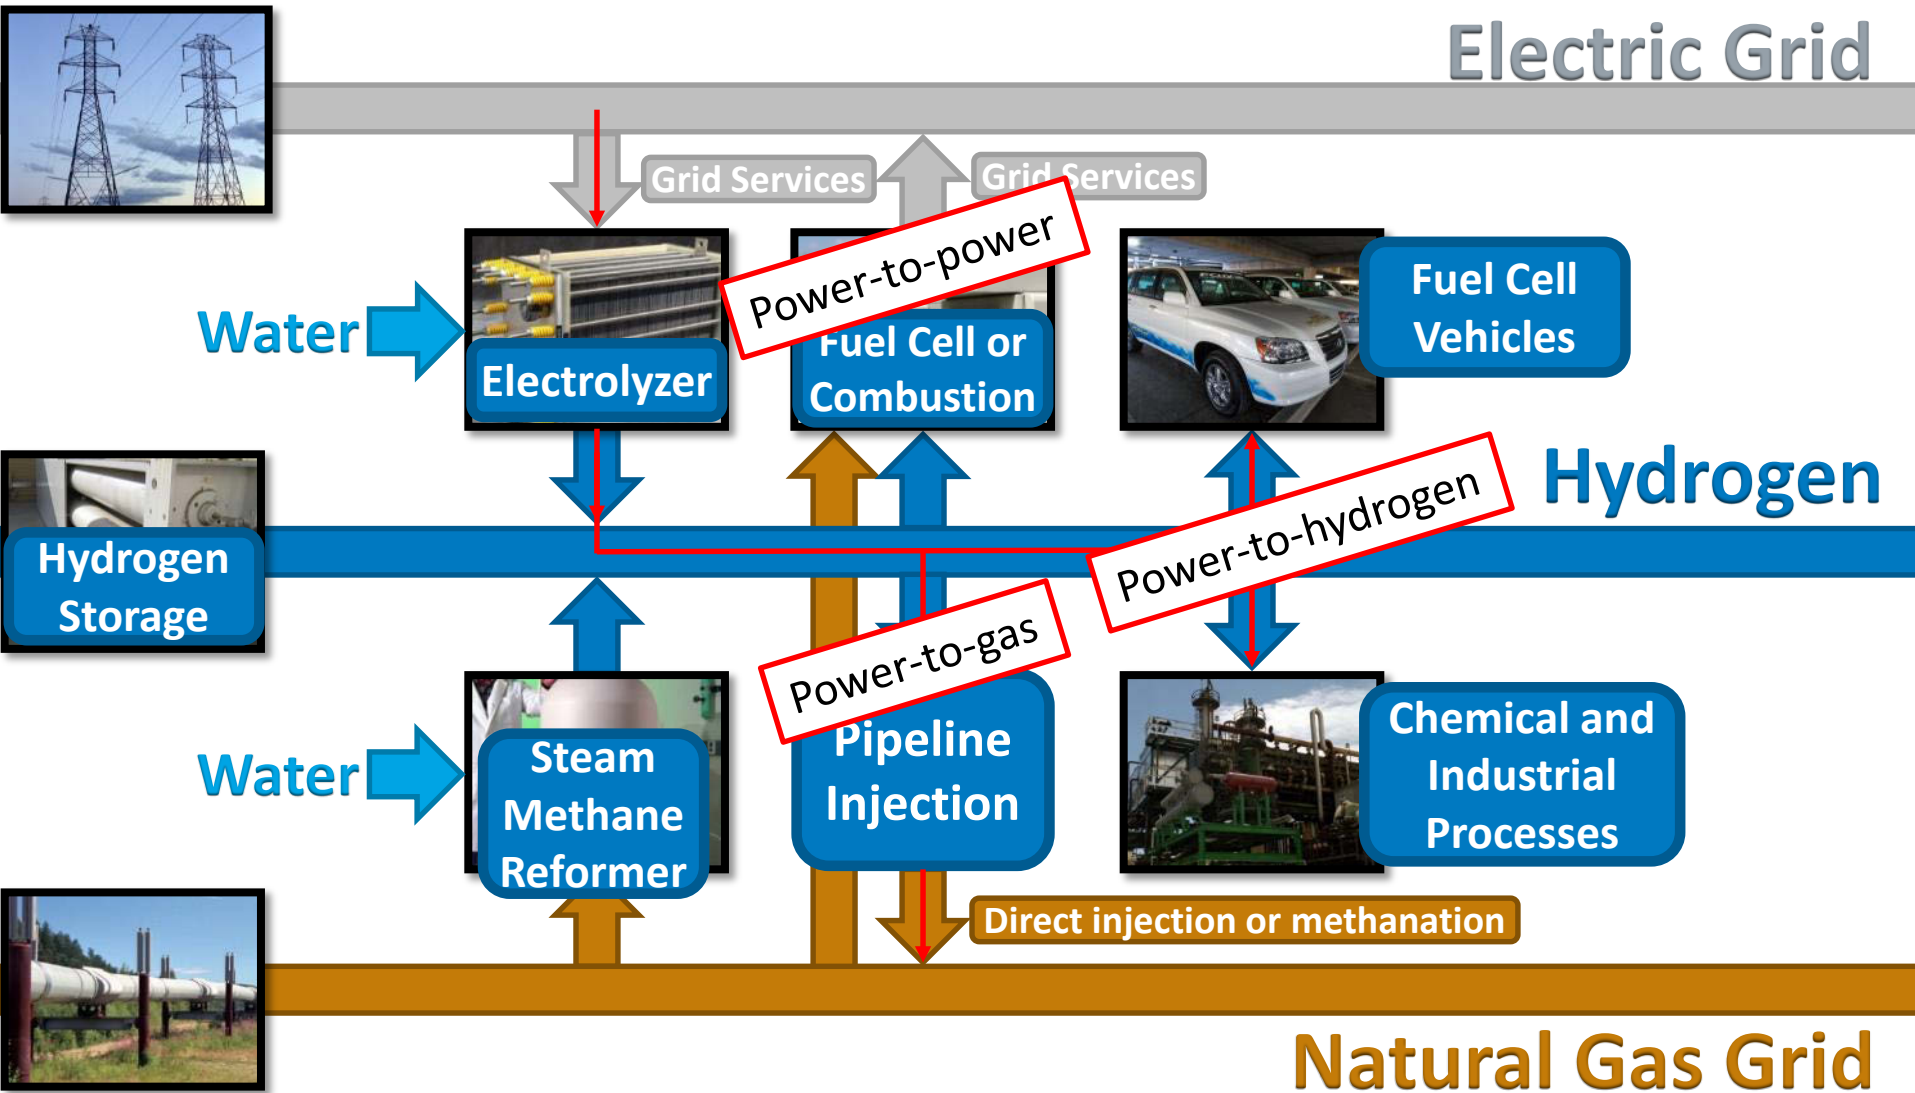 Electric Grid
Grid Services
Grid Services
Power-to-power
Water
Electrolyzer
Fuel Cell or
Combustion
Fuel Cell
Vehicles
Hydrogen
Hydrogen
Storage
Power-to-hydrogen
Power-to-gas
Water
Steam
Methane
Reformer
Pipeline
Injection
Chemical and
Industrial
Processes
Direct injection or methanation
Natural Gas Grid